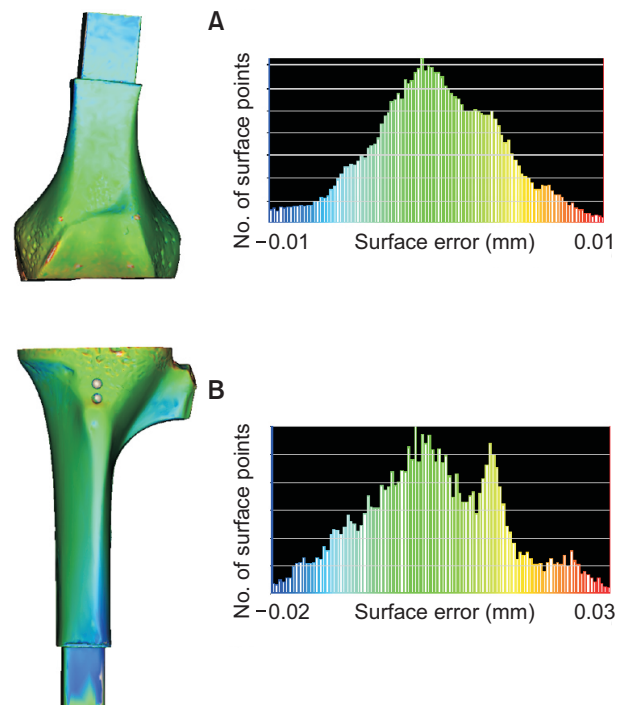 A
No. of surface points
−0.01 Surface error (mm) 0.01
B
No. of surface points
−0.02 Surface error (mm) 0.03